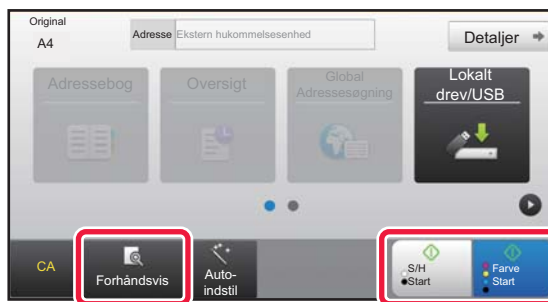 Original
A4
Adresse Ekstern hukommelsesenhed
Detaljer
Adressebog
Oversigt
Global
Adressesøgning
Lokalt
drev/USB
CA
Forhåndsvis
Auto-
indstil
S/H
Start
Farve
Start